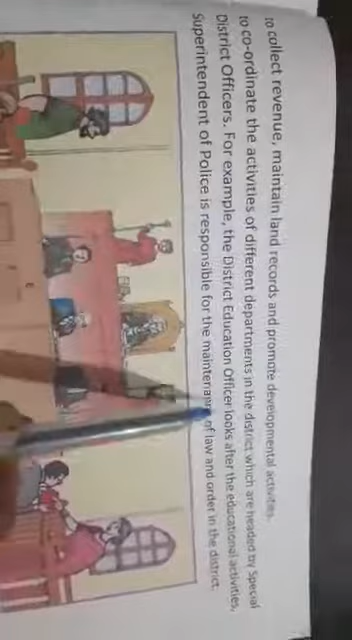 to collect revenue, maintain land records and promote developmental activities.
to co-ordinate the activities of different departments in the district which are headed by Special
District Officers. For example, the District Education Officer looks after the educational activities,
Superintendent of Police is responsible for the maintenance of law and order in the district.